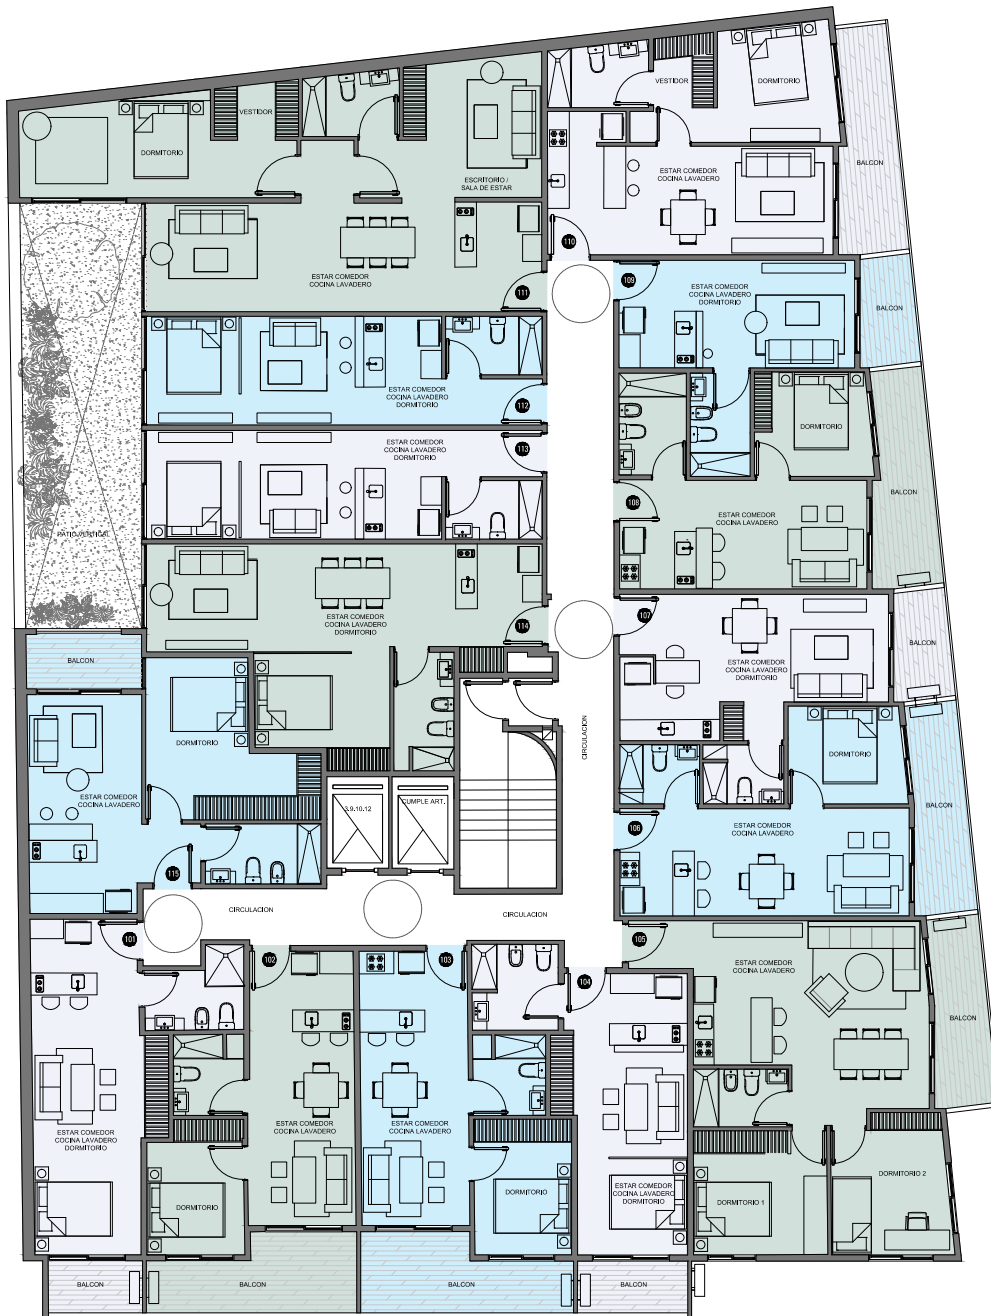 DORMITORIO
VESTIDOR
ESCRITORIO /
SALA DE ESTAR
VESTIDOR
DORMITORIO
BALCON
ESTAR COMEDOR
COCINA LAVADERO
110
ESTAR COMEDOR
COCINA LAVADERO
111
109
ESTAR COMEDOR
COCINA LAVADERO
DORMITORIO
BALCON
ESTAR COMEDOR
COCINA LAVADERO
DORMITORIO
112
ESTAR COMEDOR
COCINA LAVADERO
DORMITORIO
113
DORMITORIO
BALCON
108
ESTAR COMEDOR
COCINA LAVADERO
PATIO VERTICAL
ESTAR COMEDOR
COCINA LAVADERO
DORMITORIO
114
107
ESTAR COMEDOR
COCINA LAVADERO
DORMITORIO
BALCON
BALCON
DORMITORIO
CIRCULACION
DORMITORIO
BALCON
ESTAR COMEDOR
COCINA LAVADERO
3.9.10.12
CUMPLE ART.
106
ESTAR COMEDOR
COCINA LAVADERO
115
CIRCULACION
CIRCULACION
101
102
103
104
105
ESTAR COMEDOR
COCINA LAVADERO
BALCON
ESTAR COMEDOR
COCINA LAVADERO
DORMITORIO
ESTAR COMEDOR
COCINA LAVADERO
ESTAR COMEDOR
COCINA LAVADERO
ESTAR COMEDOR
COCINA LAVADERO
DORMITORIO
DORMITORIO
DORMITORIO
DORMITORIO 1
DORMITORIO 2
BALCON
BALCON
BALCON
BALCON